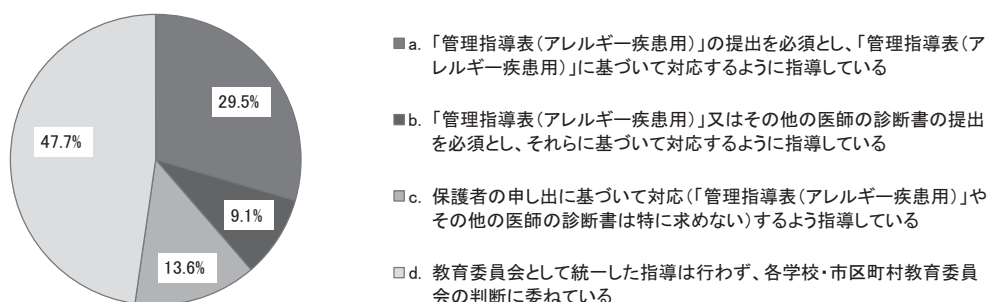 29.5%
47.7%
9.1%
13.6%
a. 「管理指導表(アレルギー疾患用)」の提出を必須とし、「管理指導表(ア
レルギー疾患用)」に基づいて対応するように指導している
b. 「管理指導表(アレルギー疾患用)」又はその他の医師の診断書の提出
を必須とし、それらに基づいて対応するように指導している
c. 保護者の申し出に基づいて対応(「管理指導表(アレルギー疾患用)」や
その他の医師の診断書は特に求めない)するよう指導している
d. 教育委員会として統一した指導は行わず、各学校・市区町村教育委員
会の判断に委ねている